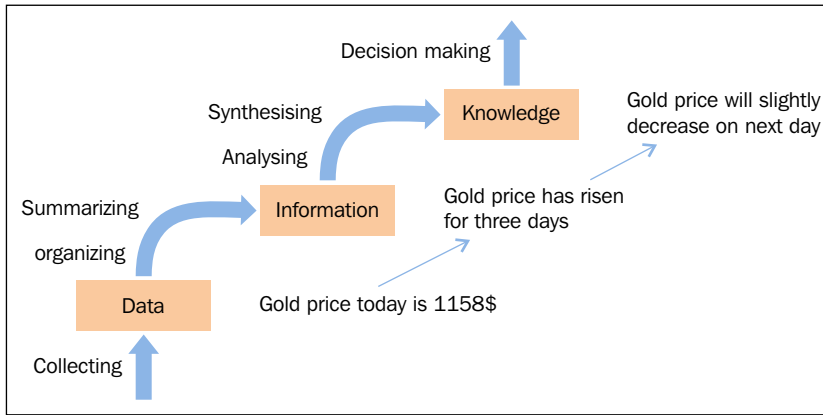 Decision making
Synthesising
Knowledge
Gold price will slightly
decrease on next day
Analysing
Summarizing
Information
Gold price has risen
for three days
organizing
Data
Gold price today is 1158$
Collecting